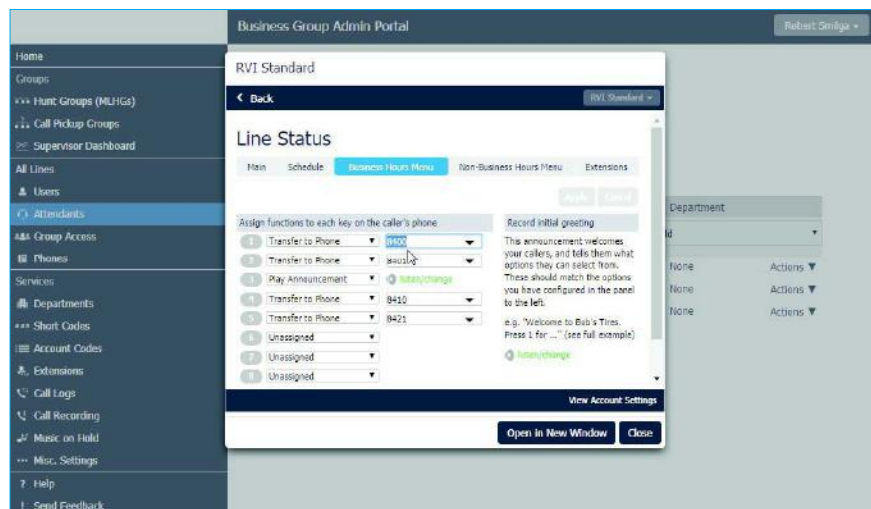 Business Group Admin Portal
Robert Smilga
Home
Groups
Hunt Groups (MLHGs)
Call Pickup Groups
Supervisor Dashboard
All Lines
Users
Attendants
Group Access
Phones
Services
Departments
Short Codes
Account Codes
Extensions
Call Logs
Call Recording
Music on Hold
Misc. Settings
? Help
! Send Feedback
RVI Standard
Back
RVI Standard
Line Status
Main Schedule Business Hours Menu Non-Business Hours Menu Extensions
Apply Cancel
Assign functions to each key on the caller's phone
1 Transfer to Phone 8400
2 Transfer to Phone 8401
3 Play Announcement listen/change
4 Transfer to Phone 8410
5 Transfer to Phone 8421
6 Unassigned
7 Unassigned
8 Unassigned
Record initial greeting
This announcement welcomes
your callers, and tells them what
options they can select from.
These should match the options
you have configured in the panel
to the left.
e.g. "Welcome to Bob's Tires.
Press 1 for ..." (see full example)
listen/change
View Account Settings
Open in New Window Close
Department
None Actions
None Actions
None Actions